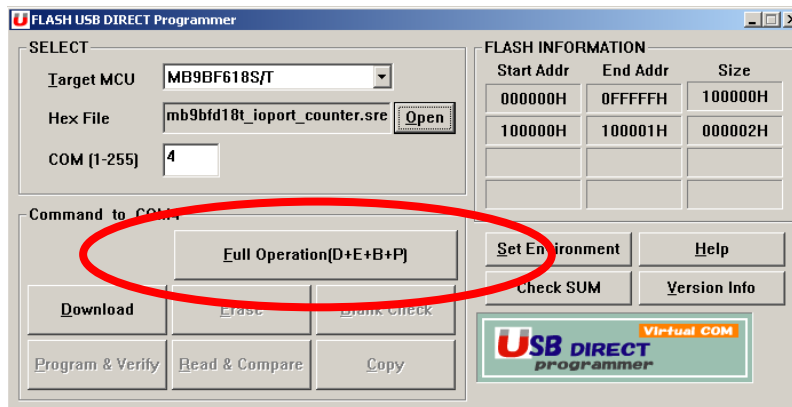 FLASH USB DIRECT Programmer
SELECT
Target MCU MB9BF618S/T
Hex File mb9bfd18t_ioport_counter.sre Open
COM (1-255) 4
FLASH INFORMATION
Start Addr End Addr Size
000000H 0FFFFFH 100000H
100000H 100001H 000002H
Command to COM4
Full Operation(D+E+B+P)
Download Erase Blank Check
Program & Verify Read & Compare Copy
Set Environment Help
Check SUM Version Info
Virtual COM
USB DIRECT
programmer